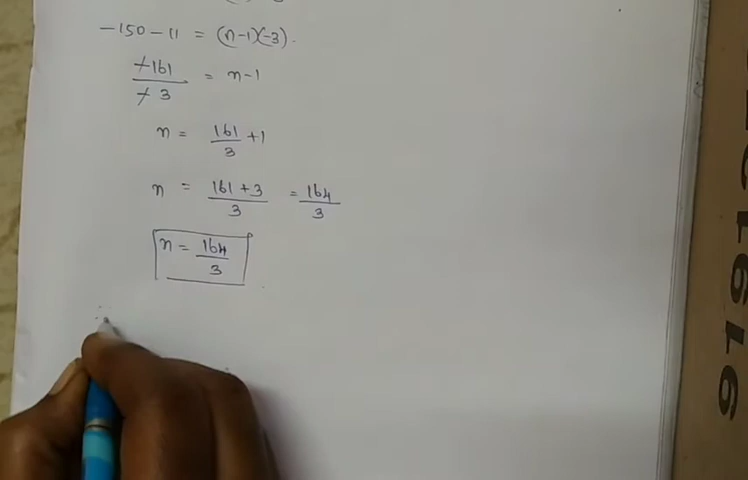 -150 - 11 = (n-1)(-3).
-161/-3 = n-1
n = 161/3 + 1
n = 161 + 3/3 = 164/3
n = 164/3